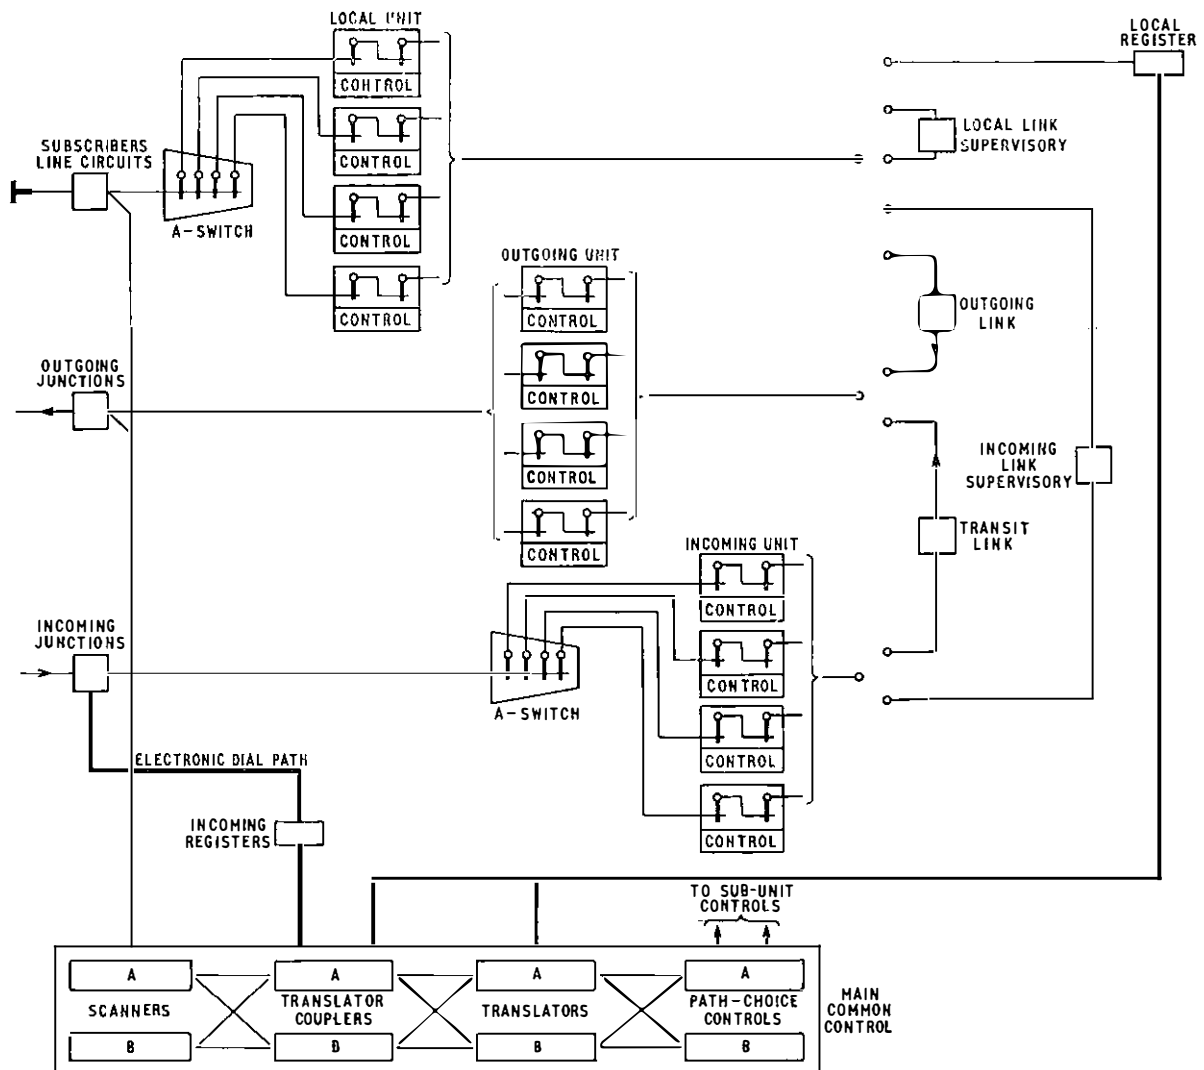 LOCAL UNIT
CONTROL
CONTROL
CONTROL
CONTROL
LOCAL
REGISTER
LOCAL LINK
SUPERVISORY
SUBSCRIBERS
LINE CIRCUITS
A-SWITCH
OUTGOING UNIT
CONTROL
CONTROL
CONTROL
CONTROL
OUTGOING
LINK
OUTGOING
JUNCTIONS
INCOMING
LINK
SUPERVISORY
TRANSIT
LINK
INCOMING UNIT
CONTROL
CONTROL
CONTROL
CONTROL
INCOMING
JUNCTIONS
A-SWITCH
ELECTRONIC DIAL PATH
INCOMING
REGISTERS
TO SUB-UNIT
CONTROLS
A
A
A
A
SCANNERS
TRANSLATOR
COUPLERS
TRANSLATORS
PATH-CHOICE
CONTROLS
B
B
B
B
MAIN
COMMON
CONTROL